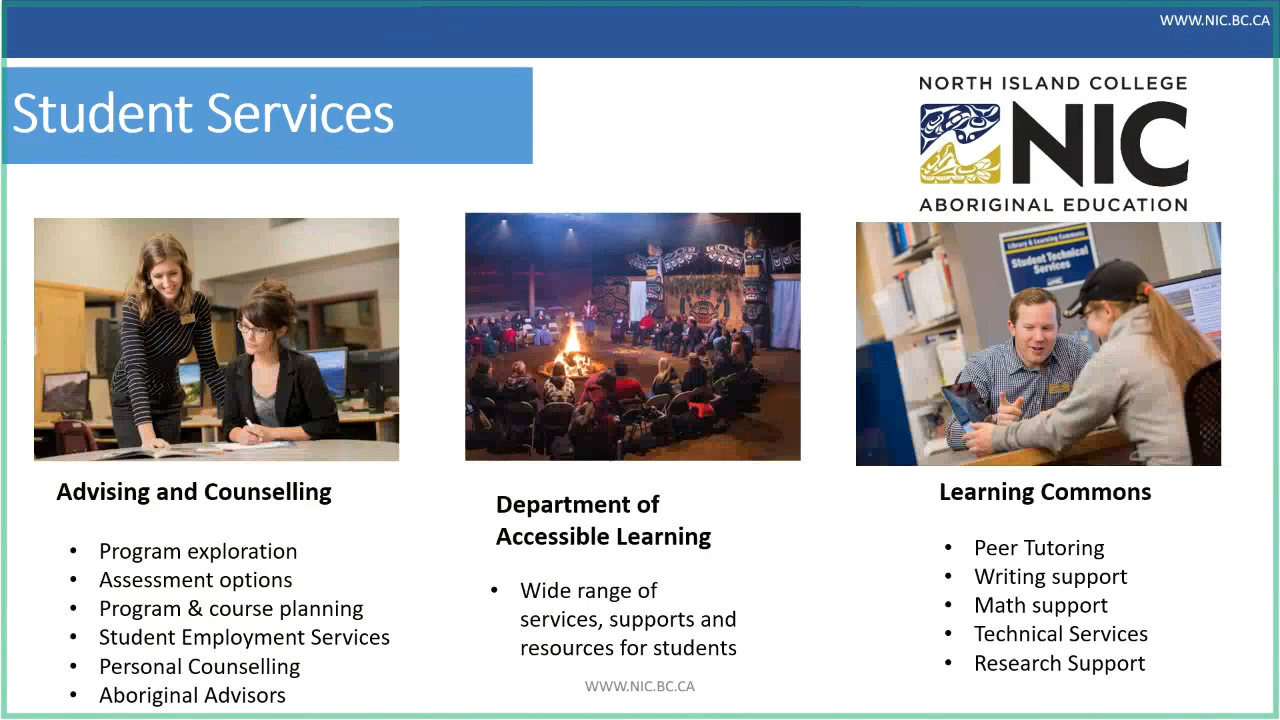 WWW.NIC.BC.CA
Student Services
NORTH ISLAND COLLEGE
NIC
ABORIGINAL EDUCATION
Library & Learning Commons
Student Technical
Services
Advising and Counselling
• Program exploration
• Assessment options
• Program & course planning
• Student Employment Services
• Personal Counselling
• Aboriginal Advisors
Department of
Accessible Learning
• Wide range of
services, supports and
resources for students
Learning Commons
• Peer Tutoring
• Writing support
• Math support
• Technical Services
• Research Support
WWW.NIC.BC.CA